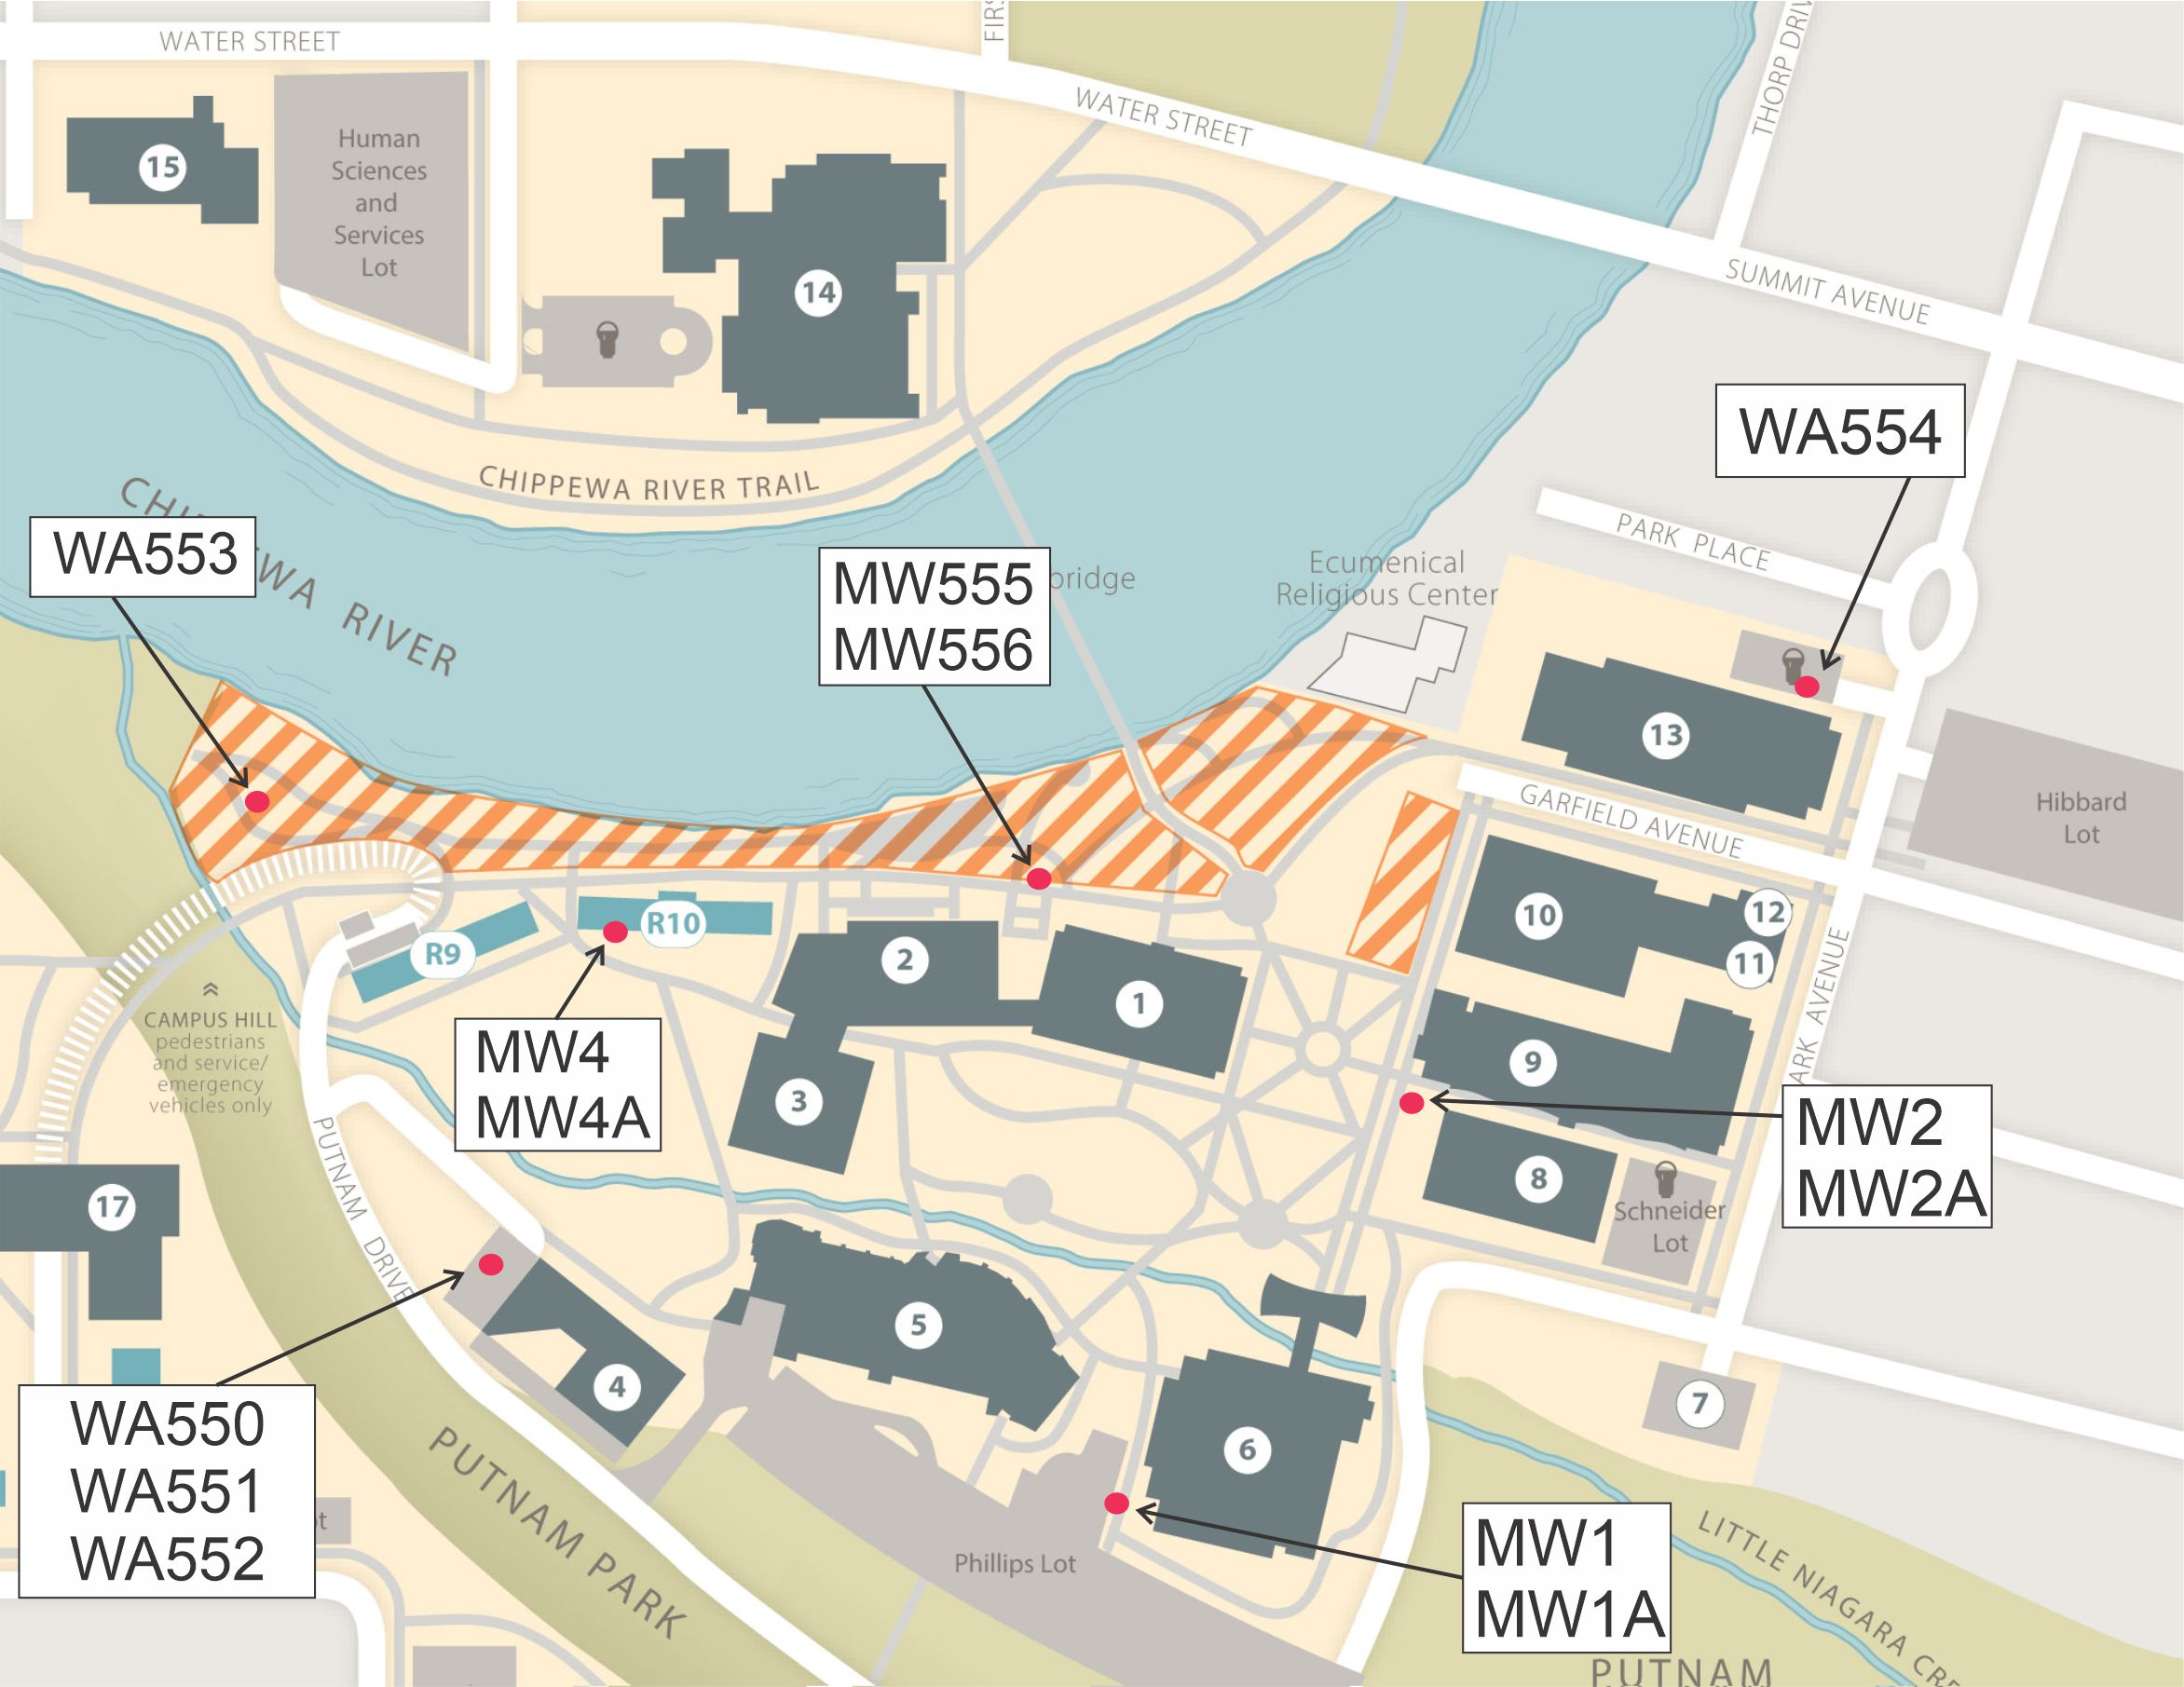 WATER STREET
FIRS
WATER STREET
THORP DRIV
SUMMIT AVENUE
15
Human
Sciences
and
Services
Lot
14
CHIPPEWA RIVER TRAIL
WA554
PARK PLACE
CHI
WA RIVER
WA553
MW555
MW556
bridge
Ecumenical
Religious Center
13
Hibbard
Lot
GARFIELD AVENUE
10
12
11
R9
R10
2
1
9
3
8
CAMPUS HILL
pedestrians
and service/
emergency
vehicles only
MW4
MW4A
ARK AVENUE
MW2
MW2A
Schneider
Lot
17
PUTNAM DRIVE
5
4
6
7
WA550
WA551
WA552
PUTNAM PARK
Phillips Lot
MW1
MW1A
LITTLE NIAGARA CRE
PUTNAM